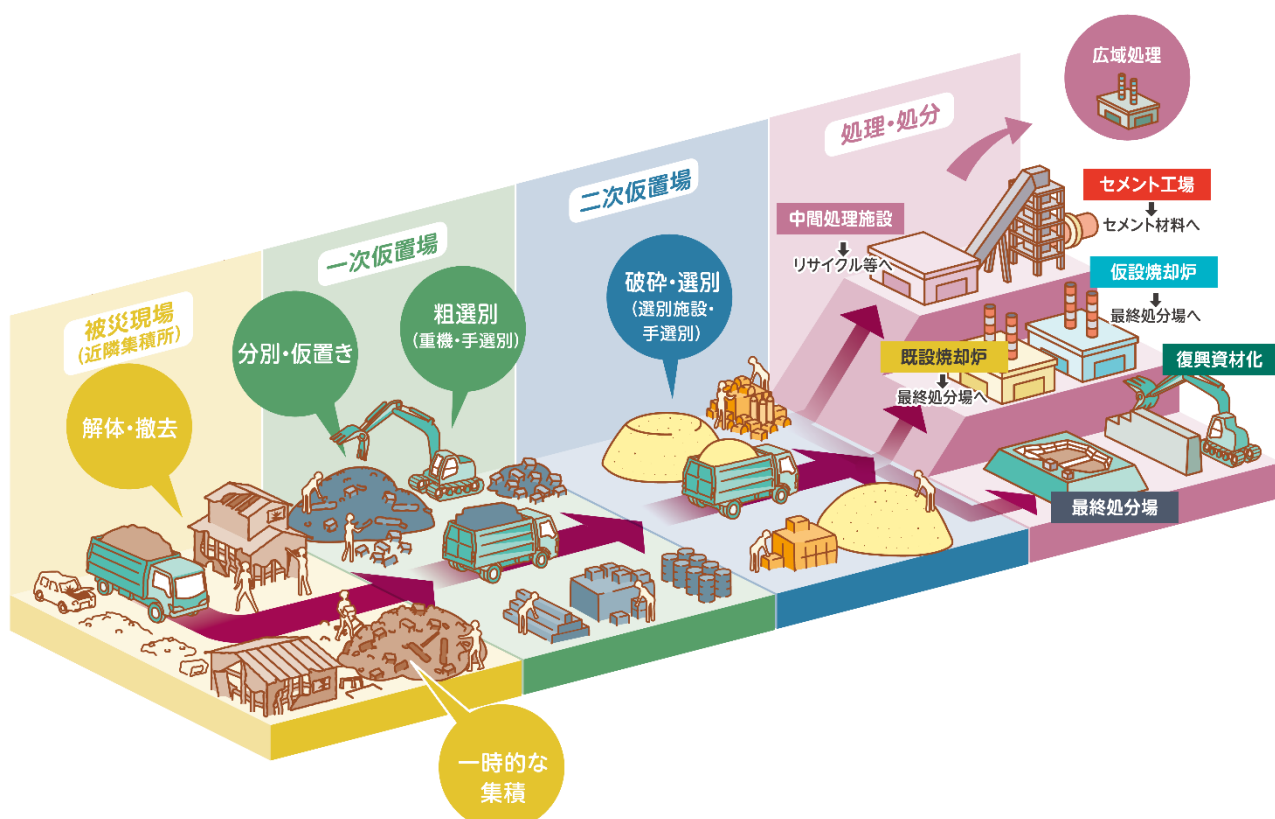 被災現場
(近隣集積所)
解体・撤去
一時的な
集積
一次仮置場
分別・仮置き
粗選別
(重機・手選別)
二次仮置場
破砕・選別
(選別施設・
手選別)
処理・処分
広域処理
中間処理施設
リサイクル等へ
セメント工場
セメント材料へ
仮設焼却炉
最終処分場へ
既設焼却炉
最終処分場へ
復興資材化
最終処分場